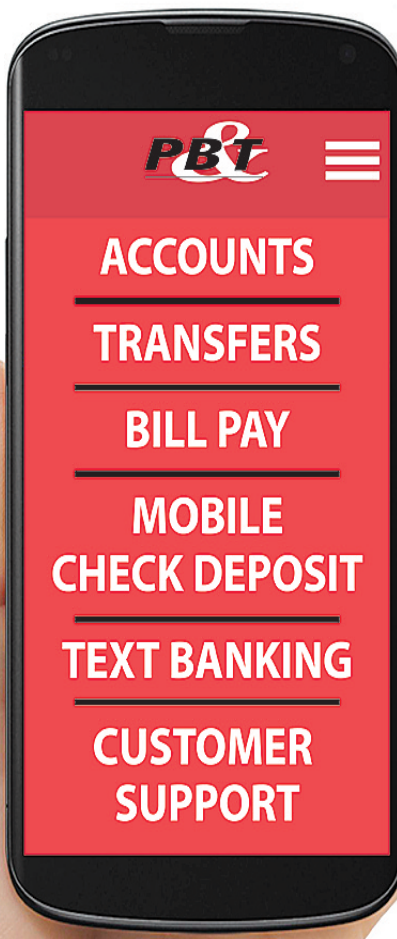 PB&T
ACCOUNTS
TRANSFERS
BILL PAY
MOBILE
CHECK DEPOSIT
TEXT BANKING
CUSTOMER
SUPPORT